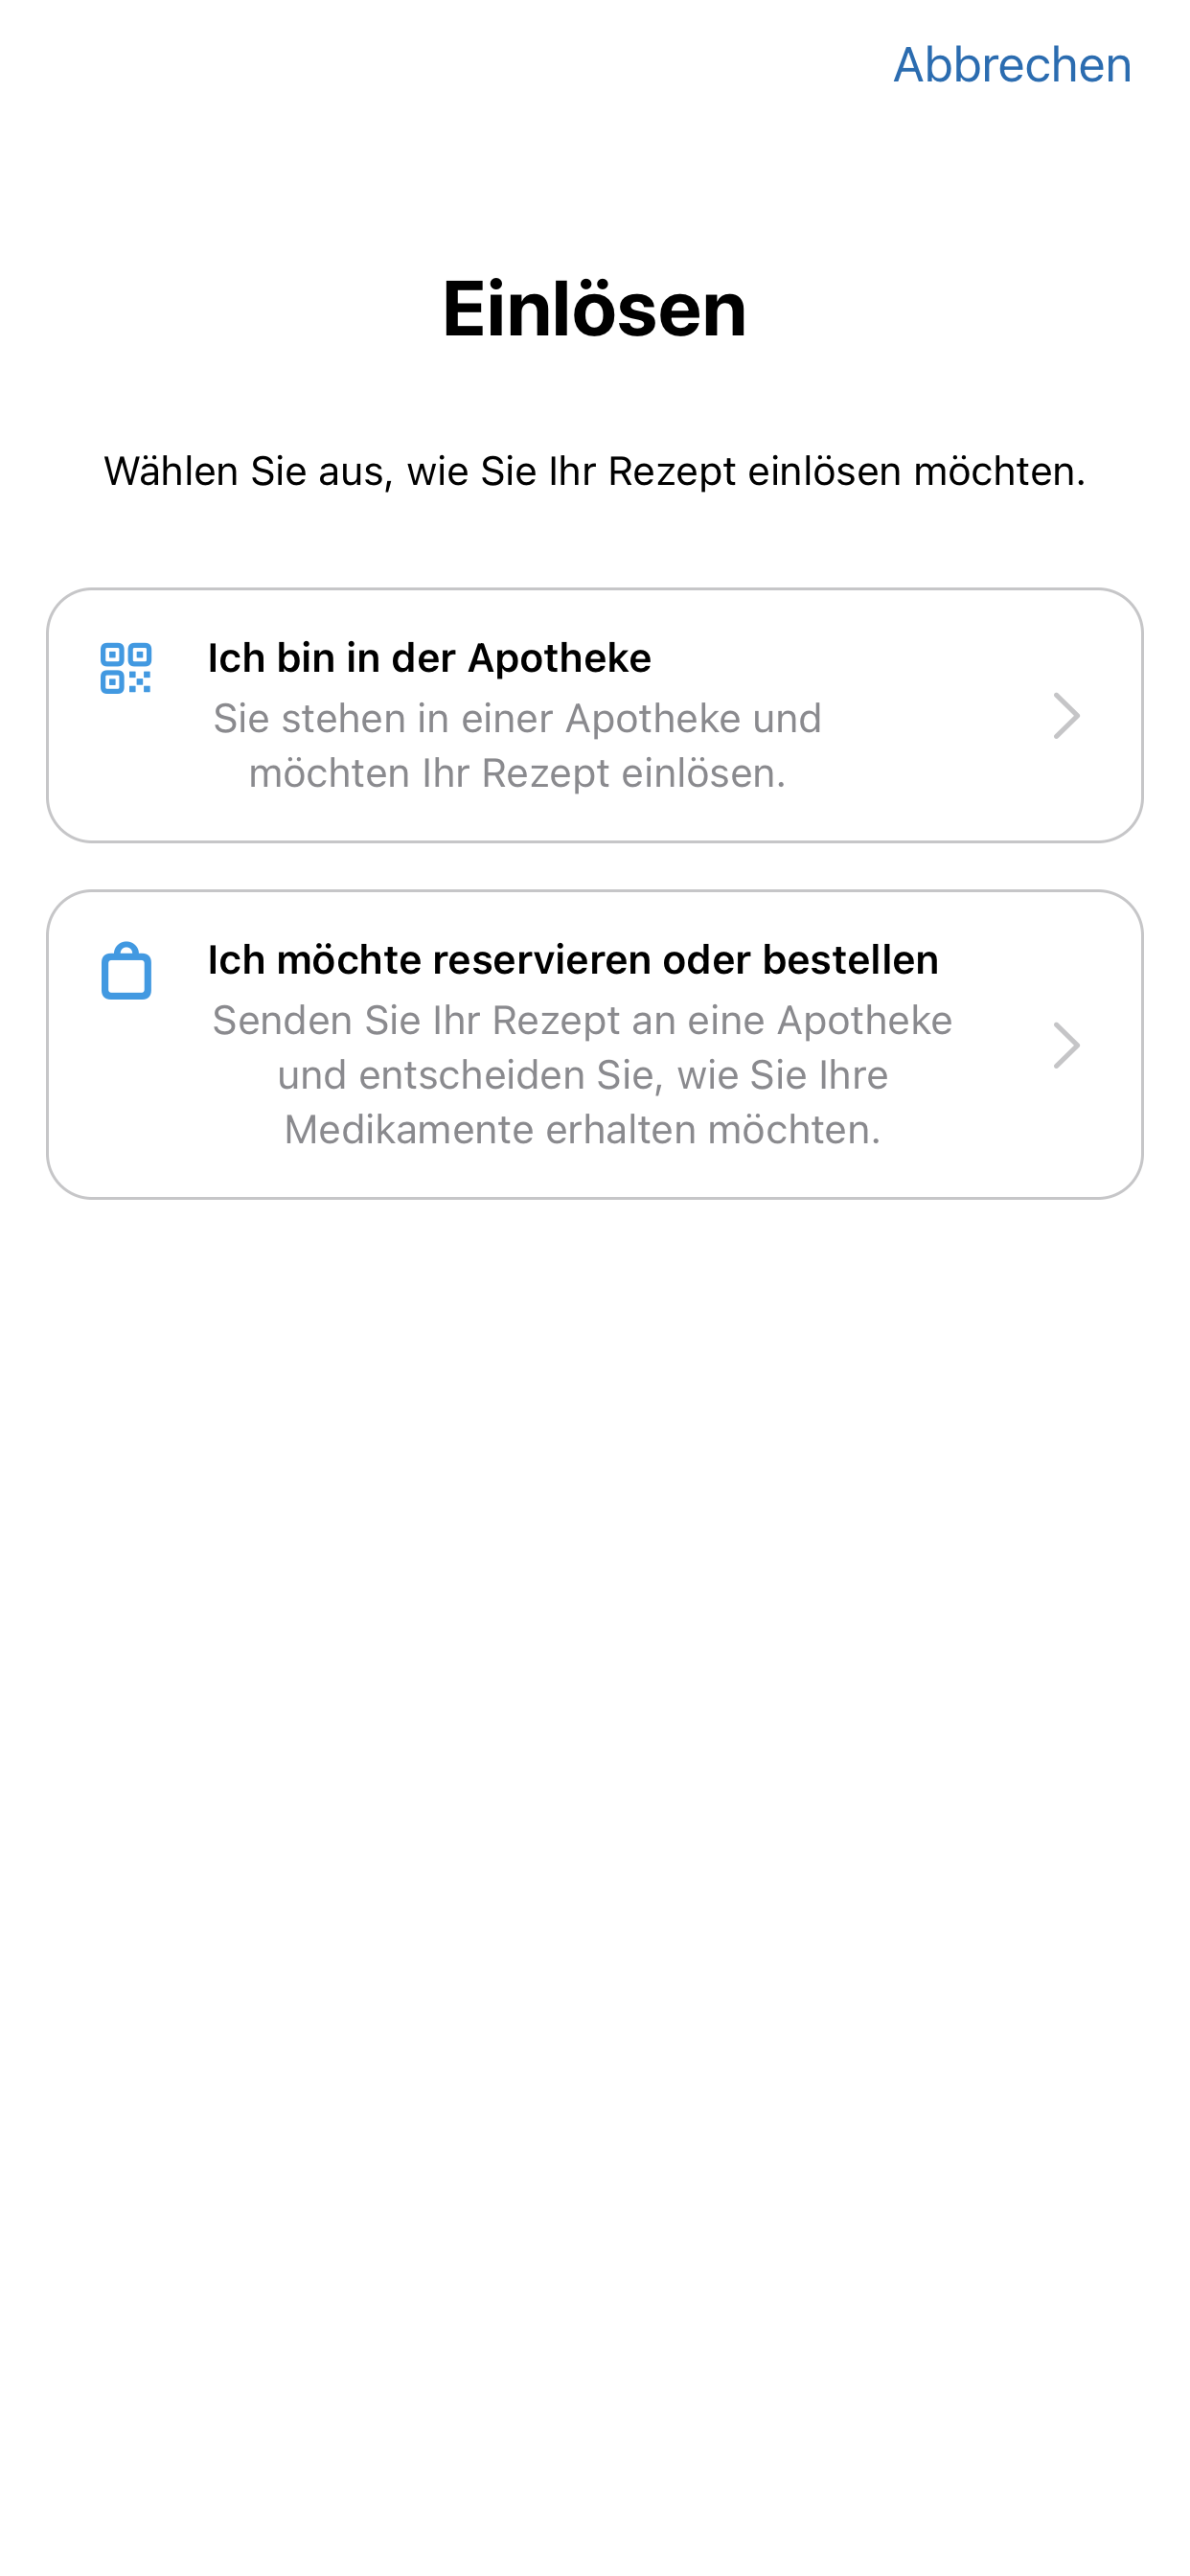 Abbrechen
Einlösen
Wählen Sie aus, wie Sie Ihr Rezept einlösen möchten.
Ich bin in der Apotheke
Sie stehen in einer Apotheke und
möchten Ihr Rezept einlösen.
Ich möchte reservieren oder bestellen
Senden Sie Ihr Rezept an eine Apotheke
und entscheiden Sie, wie Sie Ihre
Medikamente erhalten möchten.